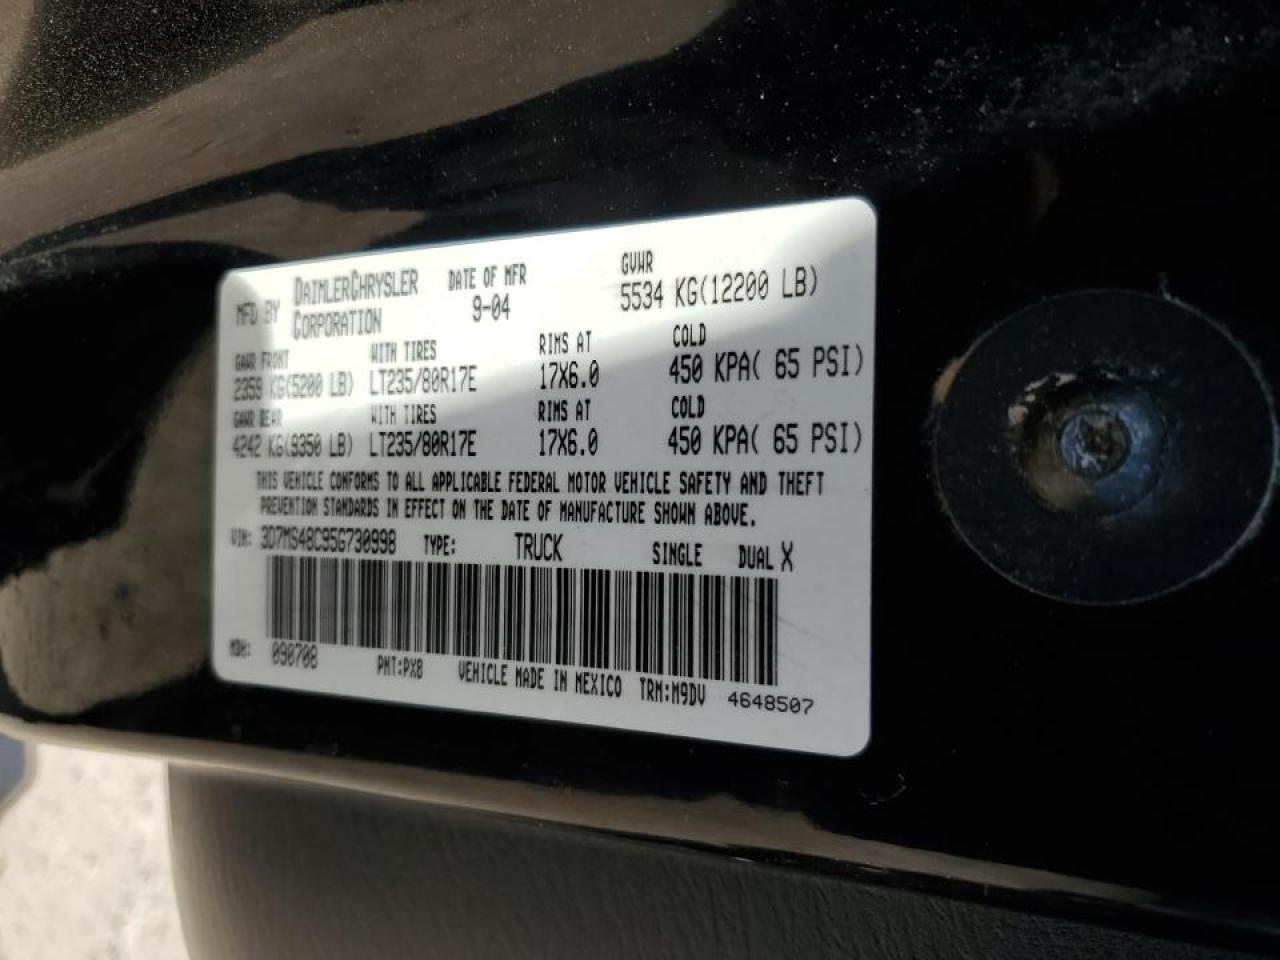 MFD BY DAIMLERCHRYSLER CORPORATION DATE OF MFR 9-04 GVWR 5534 KG(12200 LB)
GAWR FRONT WITH TIRES RIMS AT COLD
2359 KG(5200 LB) LT235/80R17E 17X6.0 450 KPA( 65 PSI)
GAWR REAR WITH TIRES RIMS AT COLD
4242 KG(9350 LB) LT235/80R17E 17X6.0 450 KPA( 65 PSI)
THIS VEHICLE CONFORMS TO ALL APPLICABLE FEDERAL MOTOR VEHICLE SAFETY AND THEFT
PREVENTION STANDARDS IN EFFECT ON THE DATE OF MANUFACTURE SHOWN ABOVE.
VIN: 3D7MS48C95G730998 TYPE: TRUCK SINGLE DUAL X
MDH: 090708 PNT:PX8 VEHICLE MADE IN MEXICO TRM:M9DV 4648507